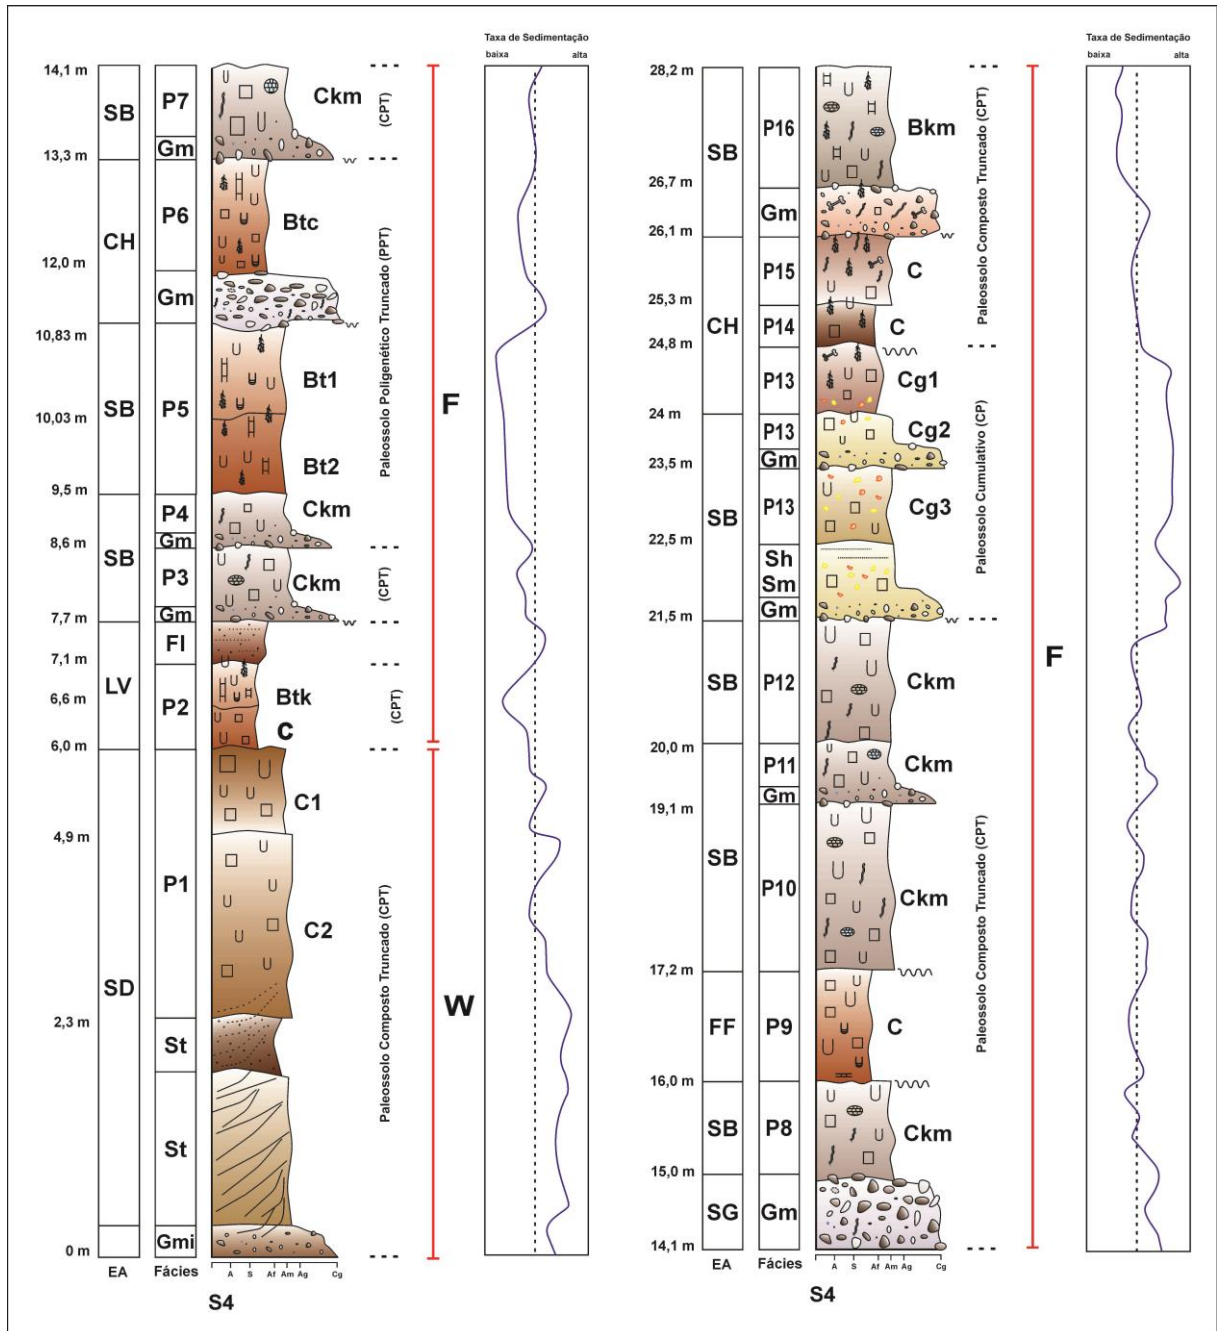 Taxa de Sedimentação
baixa alta
14,1 m
SB
P7
Ckm
(CPT)
Gm
13,3 m
CH
P6
Btc
12,0 m
Gm
10,83 m
Paleossolo Poligenético Truncado (PPT)
SB
P5
Bt1
10,03 m
Bt2
9,5 m
SB
P4
Ckm
Gm
8,6 m
P3
Ckm
(CPT)
Gm
7,7 m
Fl
7,1 m
LV
P2
Btk
6,6 m
(CPT)
C
6,0 m
F
SD
P1
C1
4,9 m
C2
Paleossolo Composto Truncado (CPT)
W
2,3 m
St
St
Gmi
0 m
EA Fácies A S Af Am Ag Cg
S4
Taxa de Sedimentação
baixa alta
28,2 m
SB
P16
Bkm
26,7 m
Gm
26,1 m
Paleossolo Composto Truncado (CPT)
CH
P15
C
25,3 m
P14
C
24,8 m
P13
Cg1
24 m
SB
P13
Cg2
Gm
23,5 m
P13
Cg3
Paleossolo Cumulativo (CP)
22,5 m
Sh
Sm
Gm
21,5 m
SB
P12
Ckm
20,0 m
F
SB
P11
Ckm
Gm
19,1 m
P10
Ckm
Paleossolo Composto Truncado (CPT)
17,2 m
FF
P9
C
16,0 m
SB
P8
Ckm
15,0 m
SG
Gm
14,1 m
EA Fácies A S Af Am Ag Cg
S4